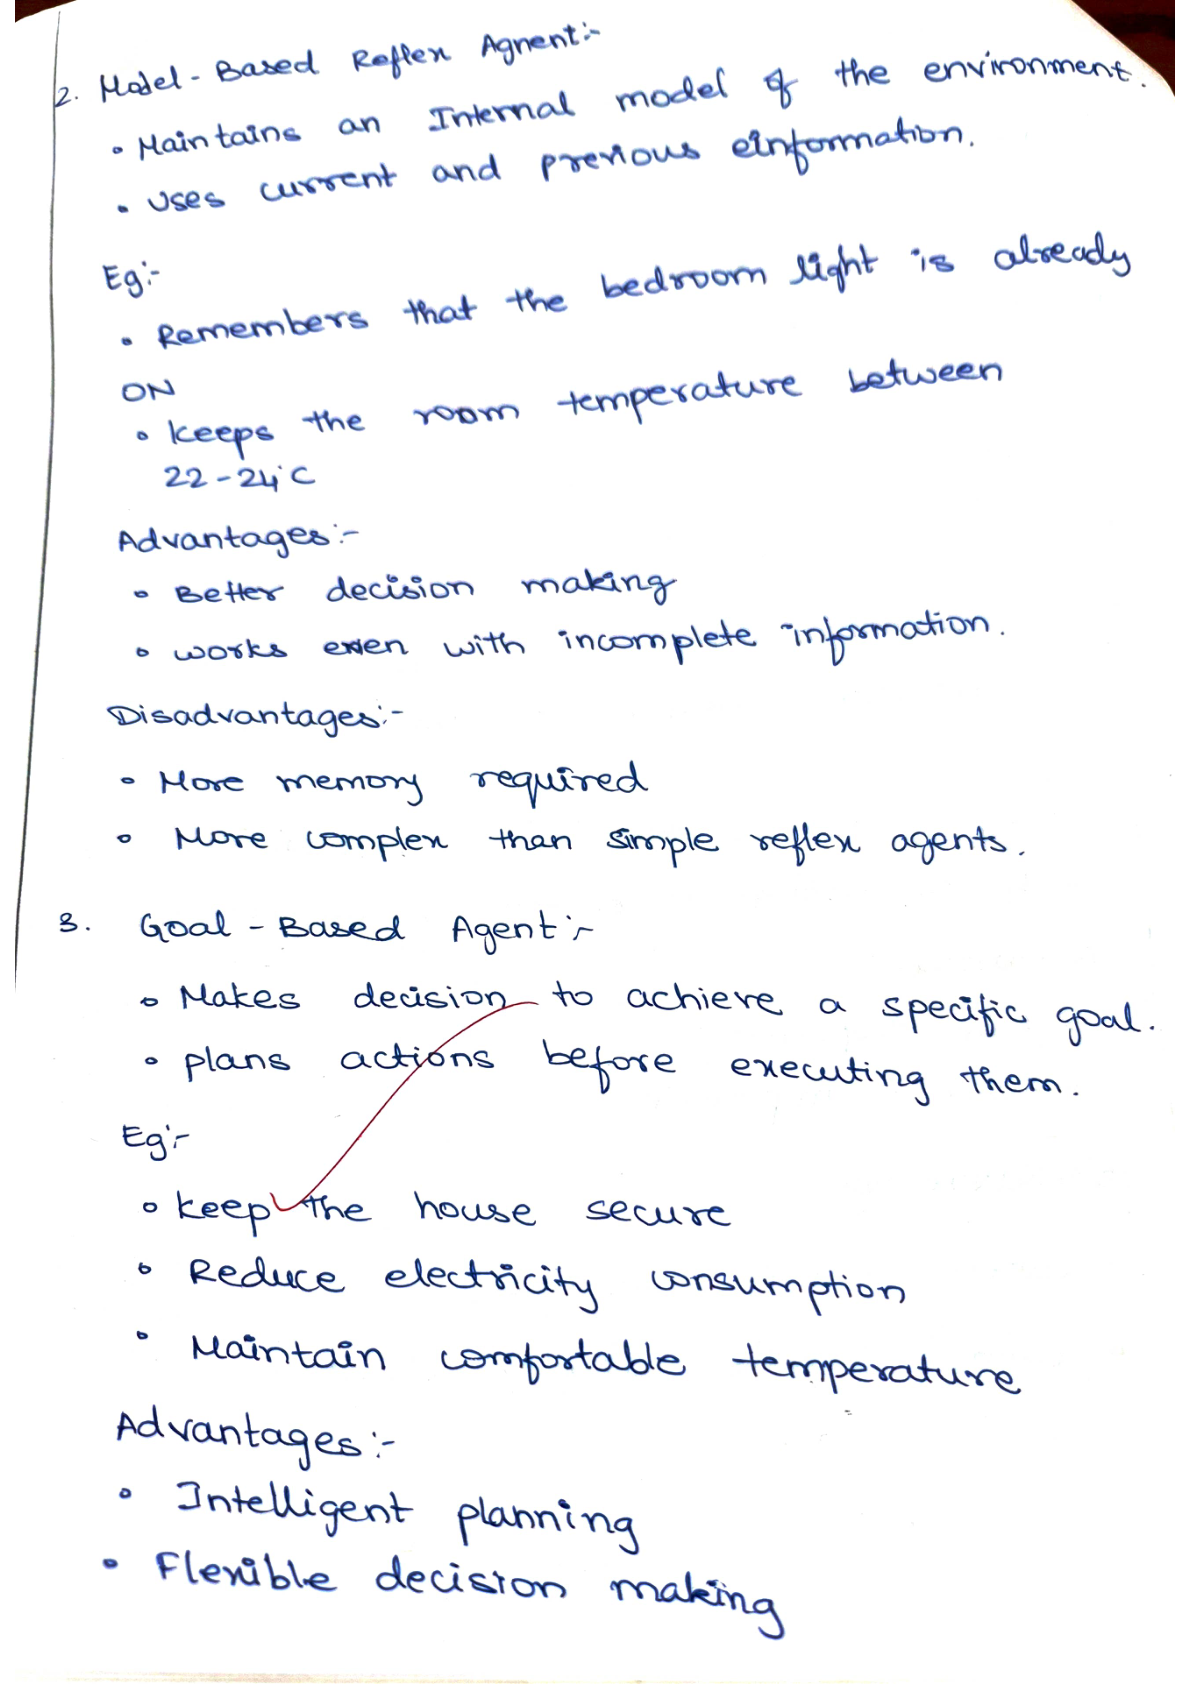 2. Model - Based Reflex Agnent:-
• Maintains an Internal model of the environment.
• Uses current and previous einformation.
Eg:-
• Remembers that the bedroom light is already
ON
• keeps the room temperature between
22 - 24°C
Advantages:-
• Better decision making
• works even with incomplete information.
Disadvantages:-
• More memory required
• More complex than simple reflex agents.
3. Goal - Based Agent:-
• Makes decision to achieve a specific goal.
• plans actions before executing them.
Eg:-
• keep the house secure
• Reduce electricity consumption
• Maintain comfortable temperature
Advantages:-
• Intelligent planning
• Flexible decision making